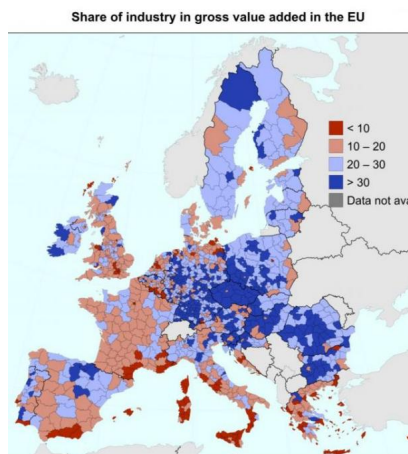 Share of industry in gross value added in the EU
< 10
10 – 20
20 – 30
> 30
Data not ava